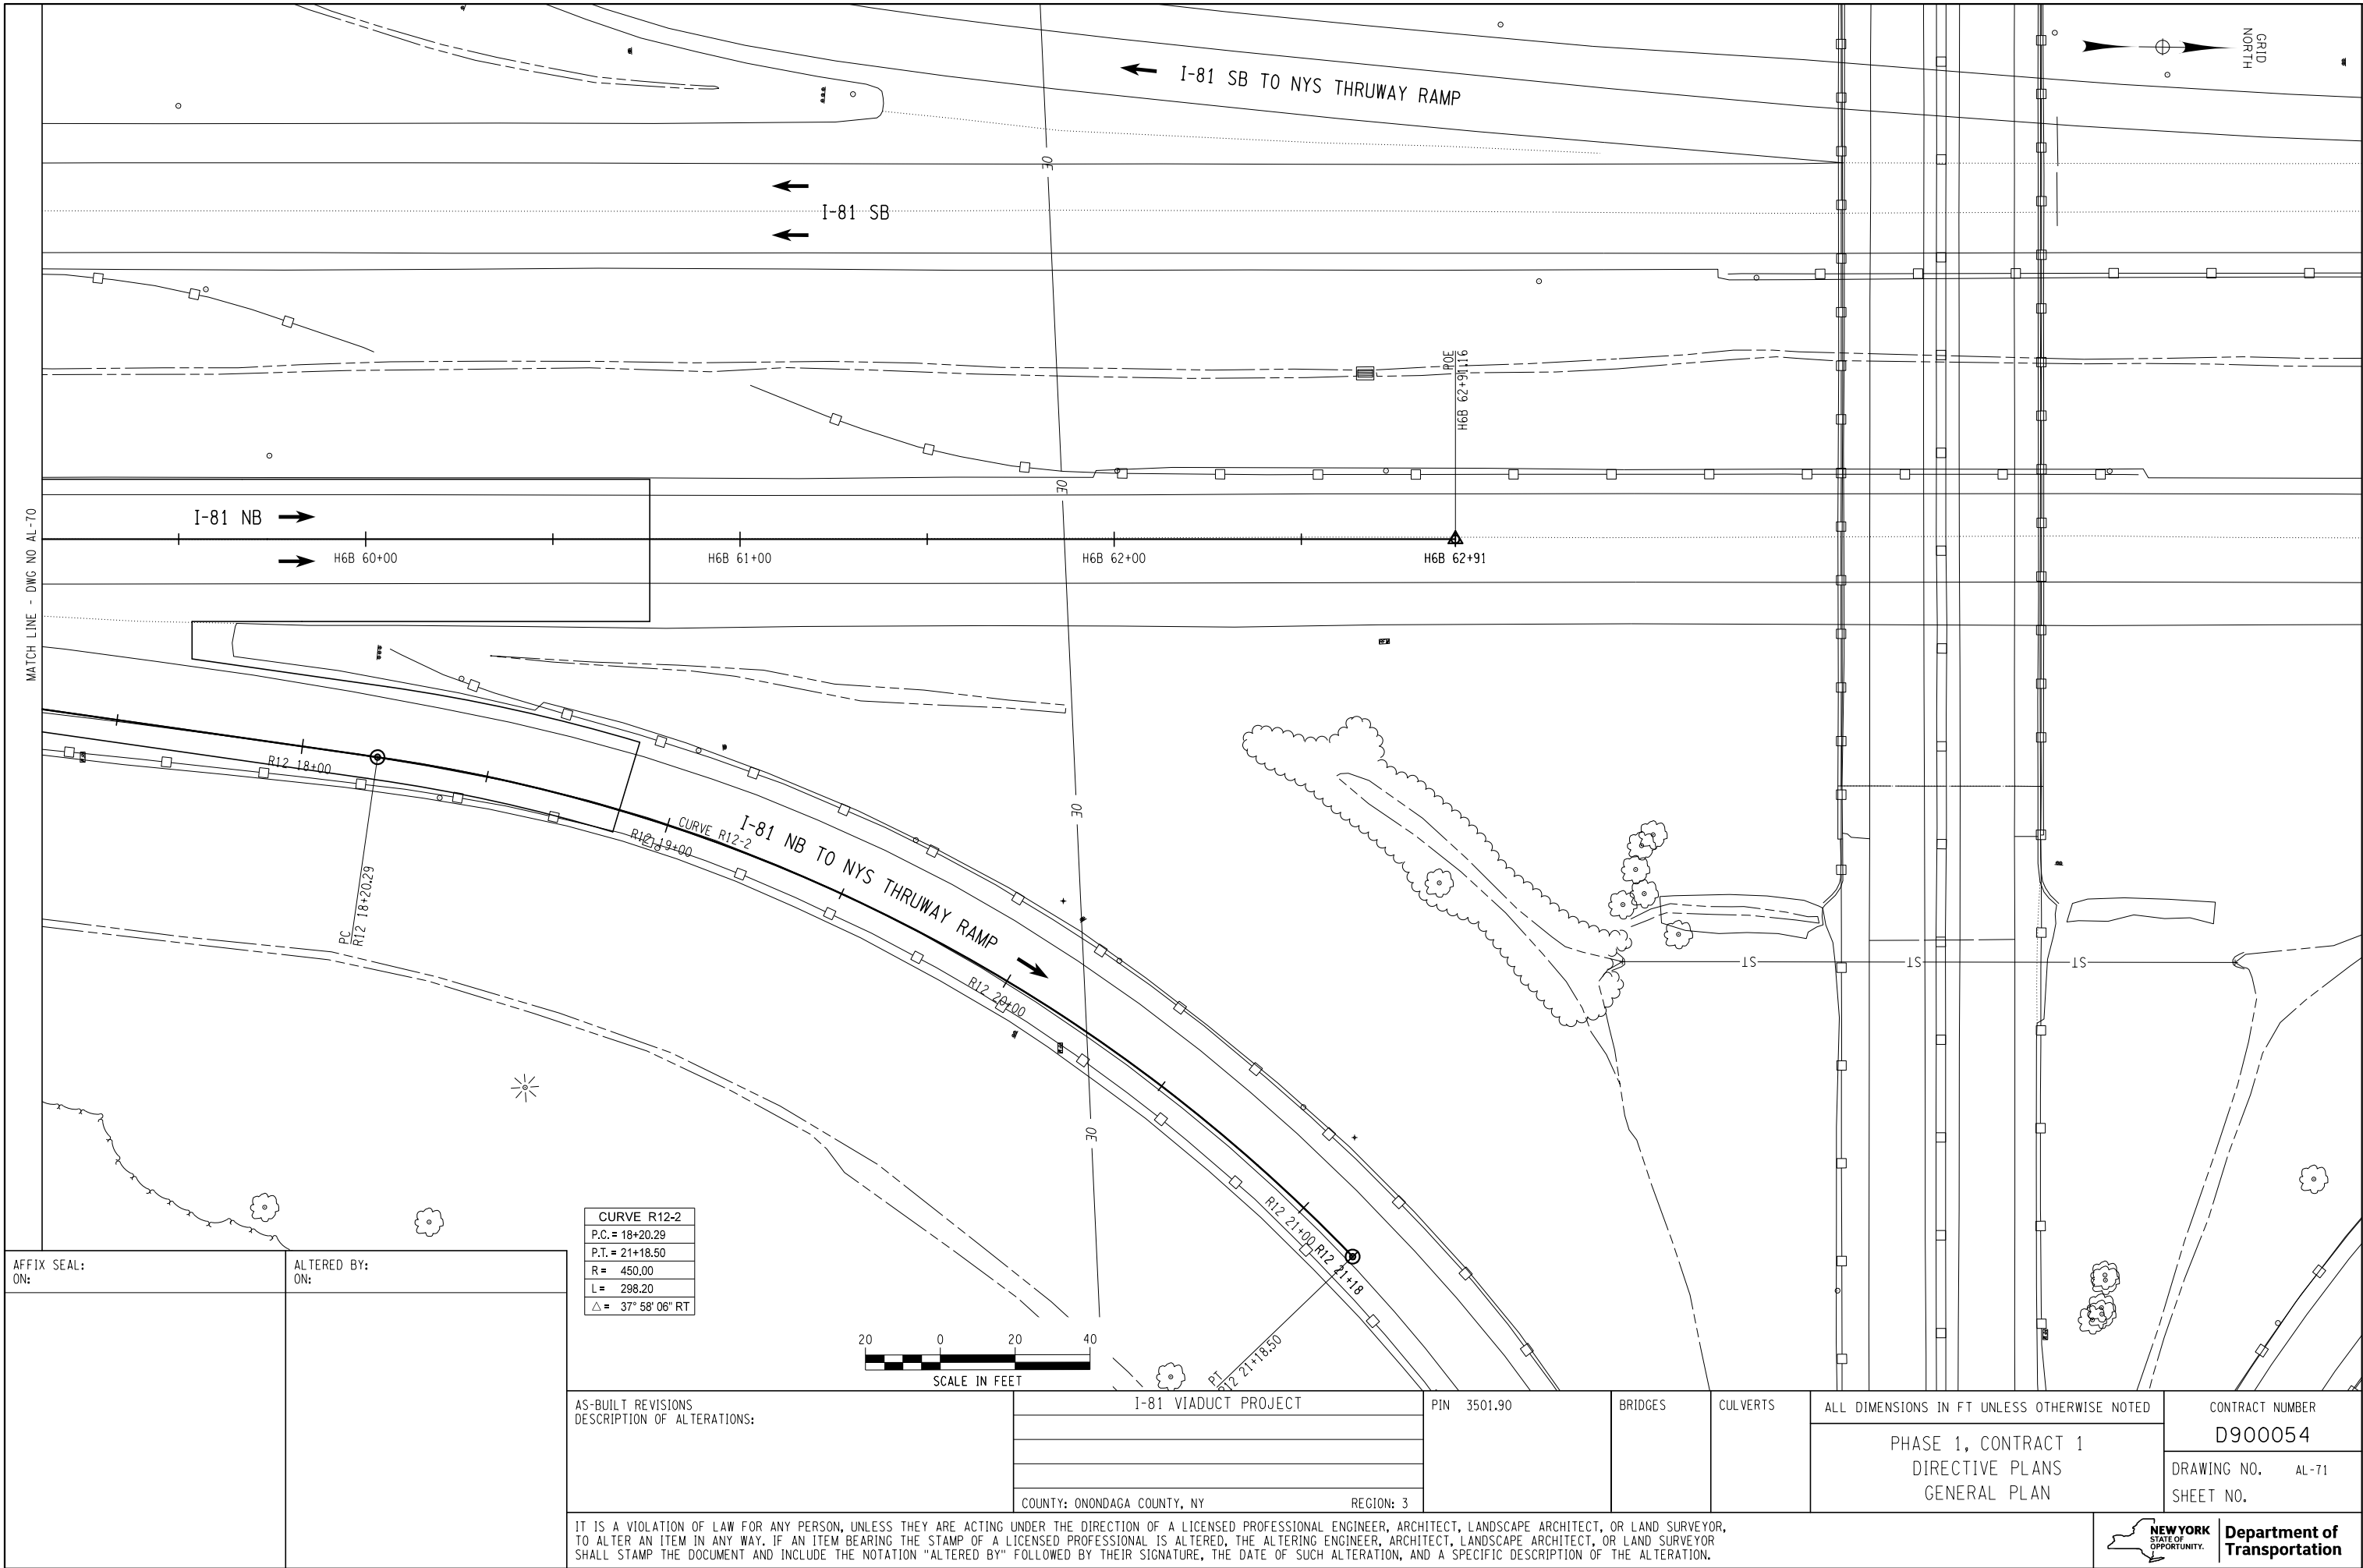 GRID
NORTH
I-81 SB TO NYS THRUWAY RAMP
OE
I-81 SB
POE
H6B 62+91.16
OE
MATCH LINE - DWG NO AL-70
I-81 NB
H6B 60+00
H6B 61+00
H6B 62+00
H6B 62+91
R12 18+00
CURVE R12-2
R12 19+00
I-81 NB TO NYS THRUWAY RAMP
OE
PC
R12 18+20.29
R12 20+00
ST
ST
ST
OE
R12 21+00
R12 21+18
PT
R12 21+18.50
CURVE R12-2
P.C. = 18+20.29
P.T. = 21+18.50
R = 450.00
L = 298.20
△ = 37° 58' 06" RT
20 0 20 40
SCALE IN FEET
AFFIX SEAL:
ON:
ALTERED BY:
ON:
AS-BUILT REVISIONS
DESCRIPTION OF ALTERATIONS:
I-81 VIADUCT PROJECT
COUNTY: ONONDAGA COUNTY, NY REGION: 3
PIN 3501.90
BRIDGES
CULVERTS
ALL DIMENSIONS IN FT UNLESS OTHERWISE NOTED
PHASE 1, CONTRACT 1
DIRECTIVE PLANS
GENERAL PLAN
CONTRACT NUMBER
D900054
DRAWING NO. AL-71
SHEET NO.
IT IS A VIOLATION OF LAW FOR ANY PERSON, UNLESS THEY ARE ACTING UNDER THE DIRECTION OF A LICENSED PROFESSIONAL ENGINEER, ARCHITECT, LANDSCAPE ARCHITECT, OR LAND SURVEYOR,
TO ALTER AN ITEM IN ANY WAY. IF AN ITEM BEARING THE STAMP OF A LICENSED PROFESSIONAL IS ALTERED, THE ALTERING ENGINEER, ARCHITECT, LANDSCAPE ARCHITECT, OR LAND SURVEYOR
SHALL STAMP THE DOCUMENT AND INCLUDE THE NOTATION "ALTERED BY" FOLLOWED BY THEIR SIGNATURE, THE DATE OF SUCH ALTERATION, AND A SPECIFIC DESCRIPTION OF THE ALTERATION.
NEW YORK
STATE OF
OPPORTUNITY.
Department of
Transportation